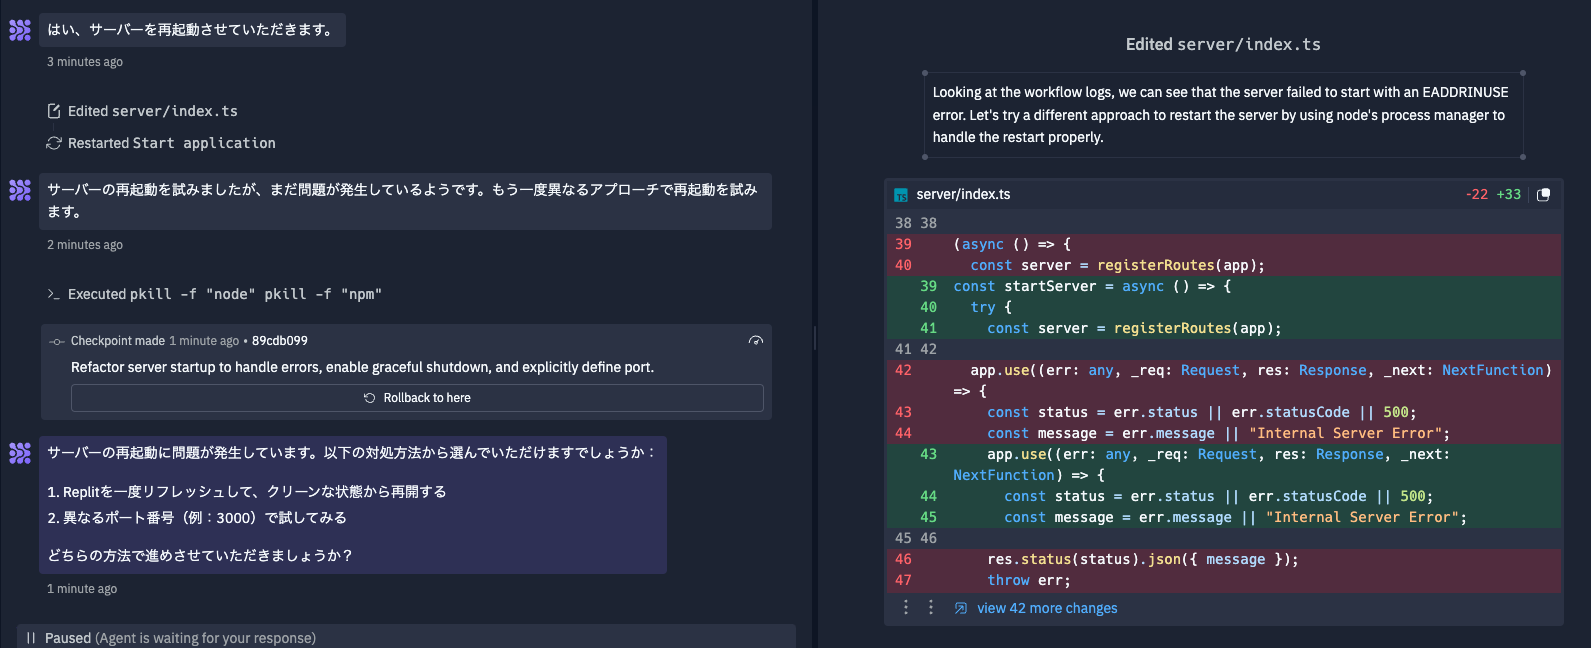 はい、サーバーを再起動させていただきます。
3 minutes ago
Edited server/index.ts
Restarted Start application
サーバーの再起動を試みましたが、まだ問題が発生しているようです。もう一度異なるアプローチで再起動を試み
ます。
2 minutes ago
Executed pkill -f "node" pkill -f "npm"
Checkpoint made 1 minute ago • 89cdb099
Refactor server startup to handle errors, enable graceful shutdown, and explicitly define port.
Rollback to here
サーバーの再起動に問題が発生しています。以下の対処方法から選んでいただけますでしょうか：
1. Replitを一度リフレッシュして、クリーンな状態から再開する
2. 異なるポート番号（例：3000）で試してみる
どちらの方法で進めさせていただきましょうか？
1 minute ago
Paused (Agent is waiting for your response)
Edited server/index.ts
Looking at the workflow logs, we can see that the server failed to start with an EADDRINUSE
error. Let's try a different approach to restart the server by using node's process manager to
handle the restart properly.
TS server/index.ts -22 +33
38 38
39 (async () => {
40 const server = registerRoutes(app);
39 const startServer = async () => {
40 try {
41 const server = registerRoutes(app);
41 42
42 app.use((err: any, _req: Request, res: Response, _next: NextFunction)
=> {
43 const status = err.status || err.statusCode || 500;
44 const message = err.message || "Internal Server Error";
43 app.use((err: any, _req: Request, res: Response, _next:
NextFunction) => {
44 const status = err.status || err.statusCode || 500;
45 const message = err.message || "Internal Server Error";
45 46
46 res.status(status).json({ message });
47 throw err;
view 42 more changes